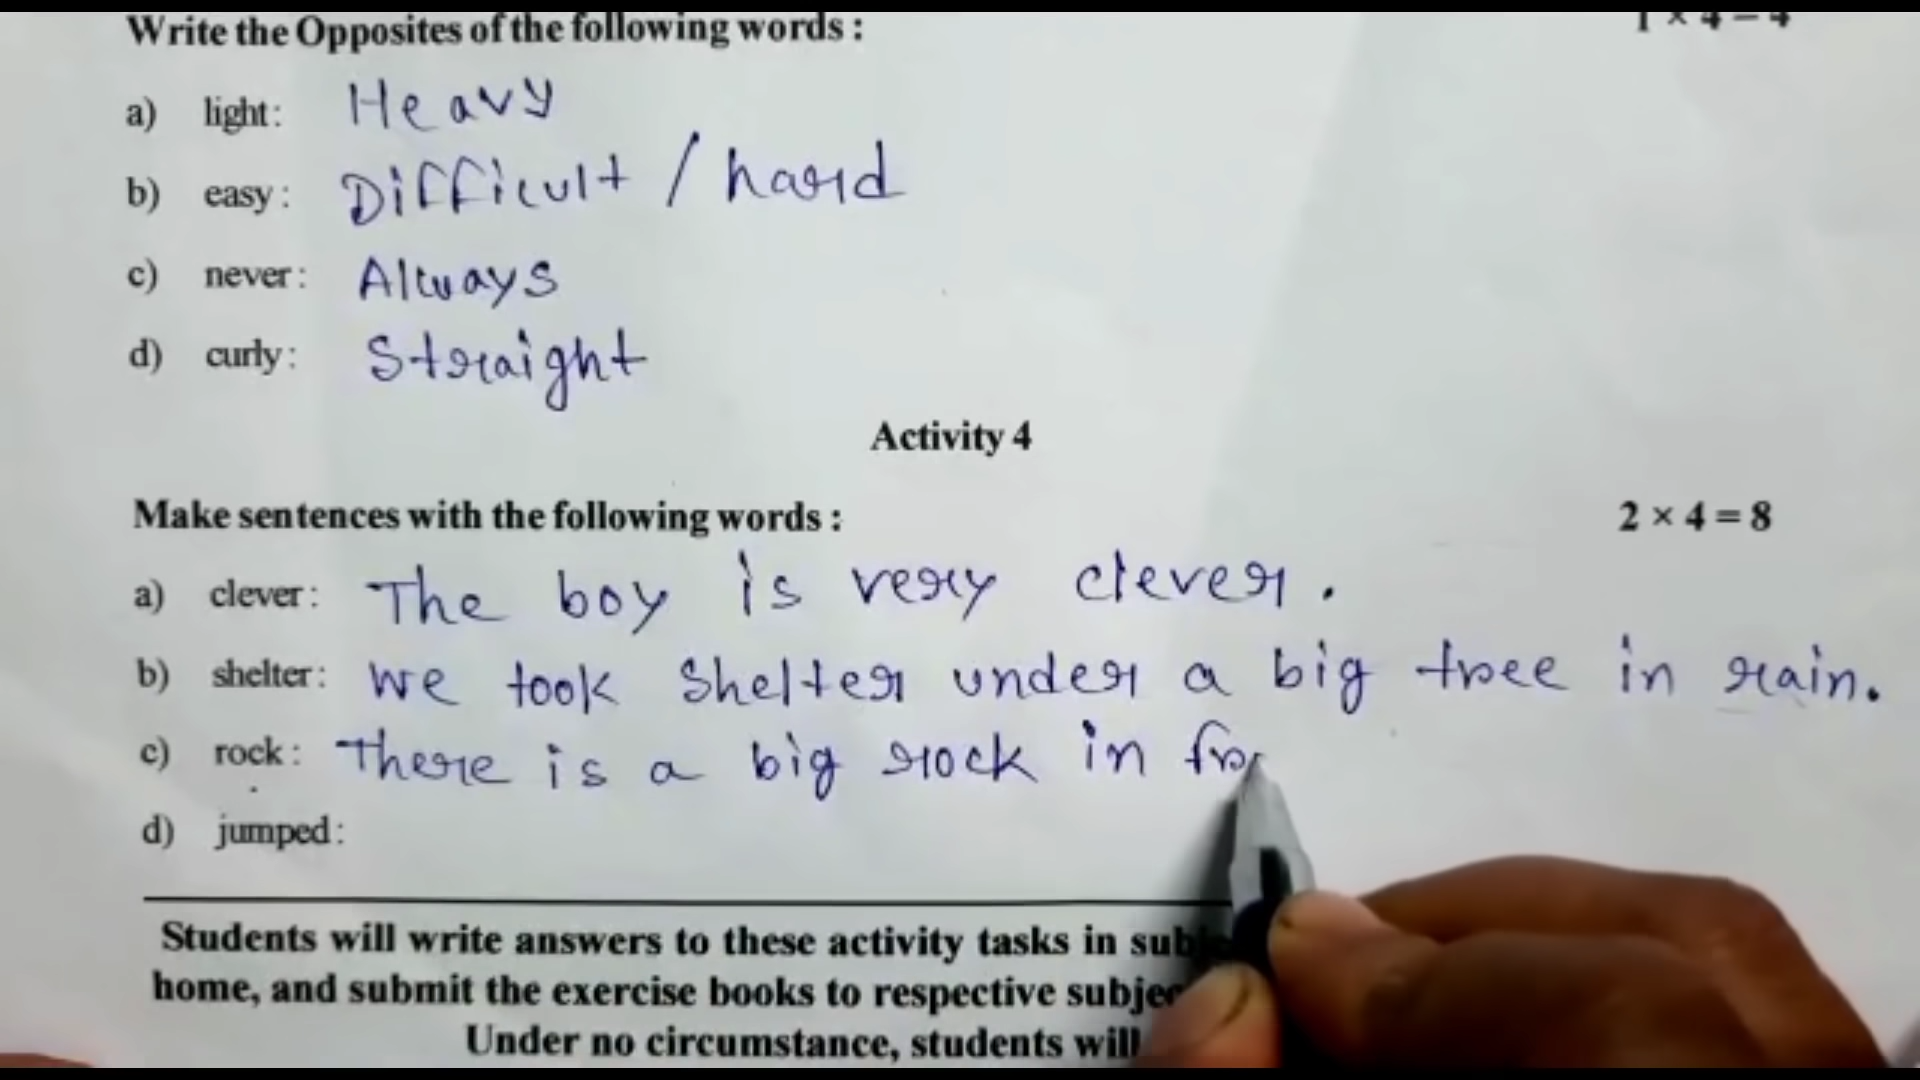 Write the Opposites of the following words : 1 × 4 = 4
a) light: Heavy
b) easy: Difficult / hard
c) never: Always
d) curly: Straight
Activity 4
Make sentences with the following words : 2 × 4 = 8
a) clever: The boy is very clever.
b) shelter: We took shelter under a big tree in rain.
c) rock: There is a big rock in
d) jumped:
Students will write answers to these activity tasks in
home, and submit the exercise books to respective
Under no circumstance, students will